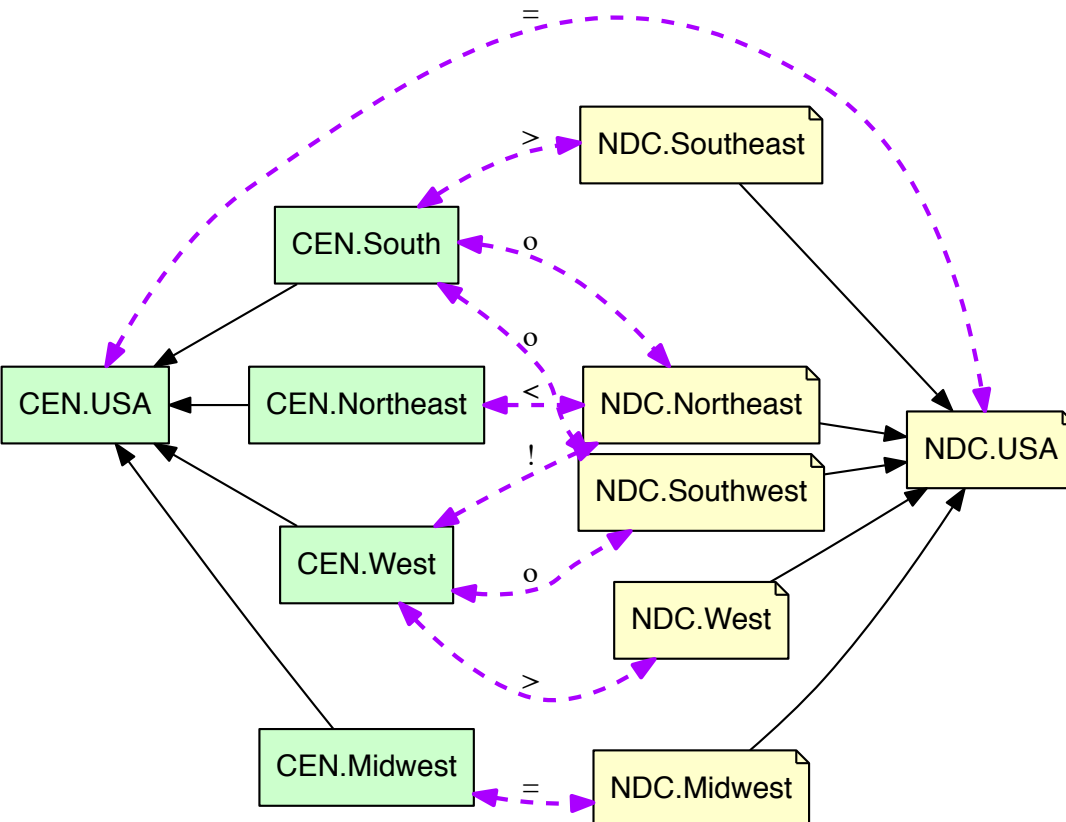 =
NDC.Southeast
>
CEN.South
o
o
CEN.USA
CEN.Northeast
<
NDC.Northeast
NDC.USA
!
NDC.Southwest
CEN.West
o
NDC.West
>
CEN.Midwest
=
NDC.Midwest